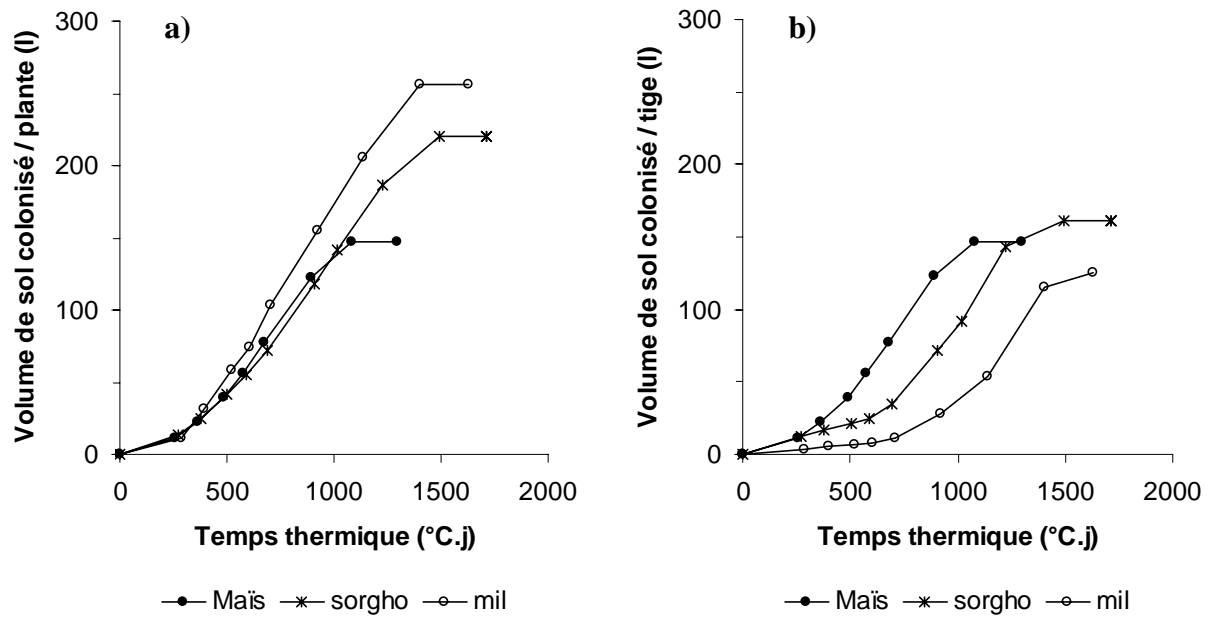 a)
Volume de sol colonisé / plante (l)
300
200
100
0
0 500 1000 1500 2000
Temps thermique (°C.j)
Maïs sorgho mil
b)
Volume de sol colonisé / tige (l)
300
200
100
0
0 500 1000 1500 2000
Temps thermique (°C.j)
Maïs sorgho mil